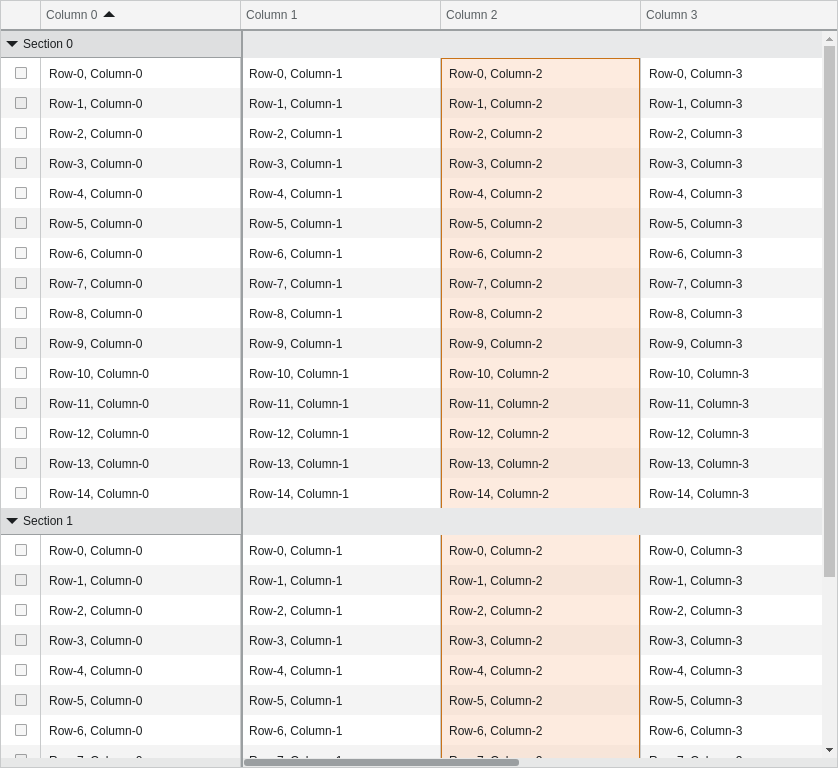 Column 0 Column 1 Column 2 Column 3
Section 0
Row-0, Column-0 Row-0, Column-1 Row-0, Column-2 Row-0, Column-3
Row-1, Column-0 Row-1, Column-1 Row-1, Column-2 Row-1, Column-3
Row-2, Column-0 Row-2, Column-1 Row-2, Column-2 Row-2, Column-3
Row-3, Column-0 Row-3, Column-1 Row-3, Column-2 Row-3, Column-3
Row-4, Column-0 Row-4, Column-1 Row-4, Column-2 Row-4, Column-3
Row-5, Column-0 Row-5, Column-1 Row-5, Column-2 Row-5, Column-3
Row-6, Column-0 Row-6, Column-1 Row-6, Column-2 Row-6, Column-3
Row-7, Column-0 Row-7, Column-1 Row-7, Column-2 Row-7, Column-3
Row-8, Column-0 Row-8, Column-1 Row-8, Column-2 Row-8, Column-3
Row-9, Column-0 Row-9, Column-1 Row-9, Column-2 Row-9, Column-3
Row-10, Column-0 Row-10, Column-1 Row-10, Column-2 Row-10, Column-3
Row-11, Column-0 Row-11, Column-1 Row-11, Column-2 Row-11, Column-3
Row-12, Column-0 Row-12, Column-1 Row-12, Column-2 Row-12, Column-3
Row-13, Column-0 Row-13, Column-1 Row-13, Column-2 Row-13, Column-3
Row-14, Column-0 Row-14, Column-1 Row-14, Column-2 Row-14, Column-3
Section 1
Row-0, Column-0 Row-0, Column-1 Row-0, Column-2 Row-0, Column-3
Row-1, Column-0 Row-1, Column-1 Row-1, Column-2 Row-1, Column-3
Row-2, Column-0 Row-2, Column-1 Row-2, Column-2 Row-2, Column-3
Row-3, Column-0 Row-3, Column-1 Row-3, Column-2 Row-3, Column-3
Row-4, Column-0 Row-4, Column-1 Row-4, Column-2 Row-4, Column-3
Row-5, Column-0 Row-5, Column-1 Row-5, Column-2 Row-5, Column-3
Row-6, Column-0 Row-6, Column-1 Row-6, Column-2 Row-6, Column-3